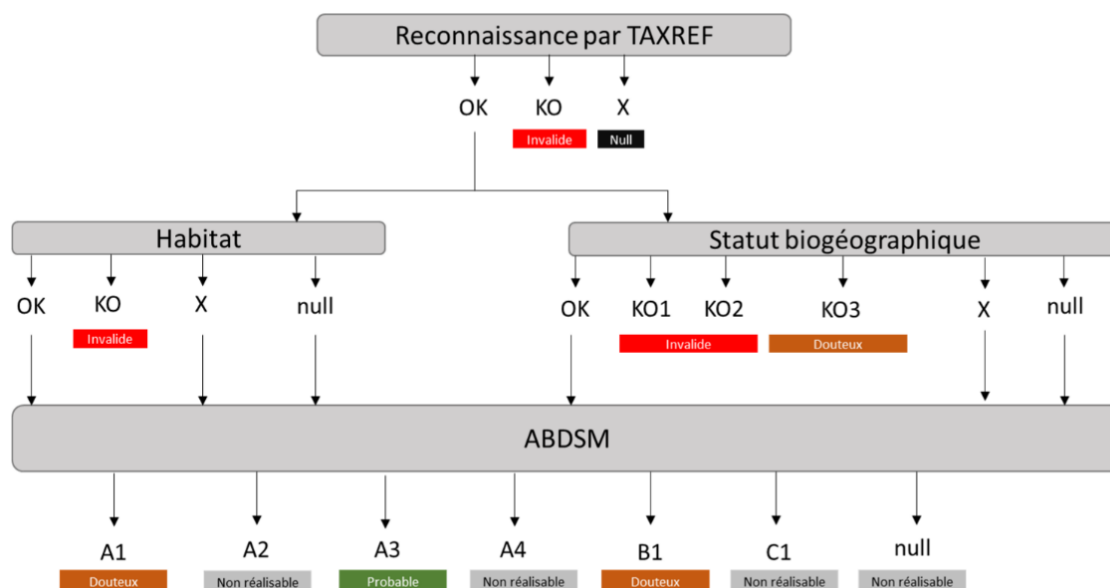 Reconnaissance par TAXREF
OK KO X
Invalide Null
Habitat Statut biogéographique
OK KO X null OK KO1 KO2 KO3 X null
Invalide Invalide Douteux
ABDSM
A1 A2 A3 A4 B1 C1 null
Douteux Non réalisable Probable Non réalisable Douteux Non réalisable Non réalisable